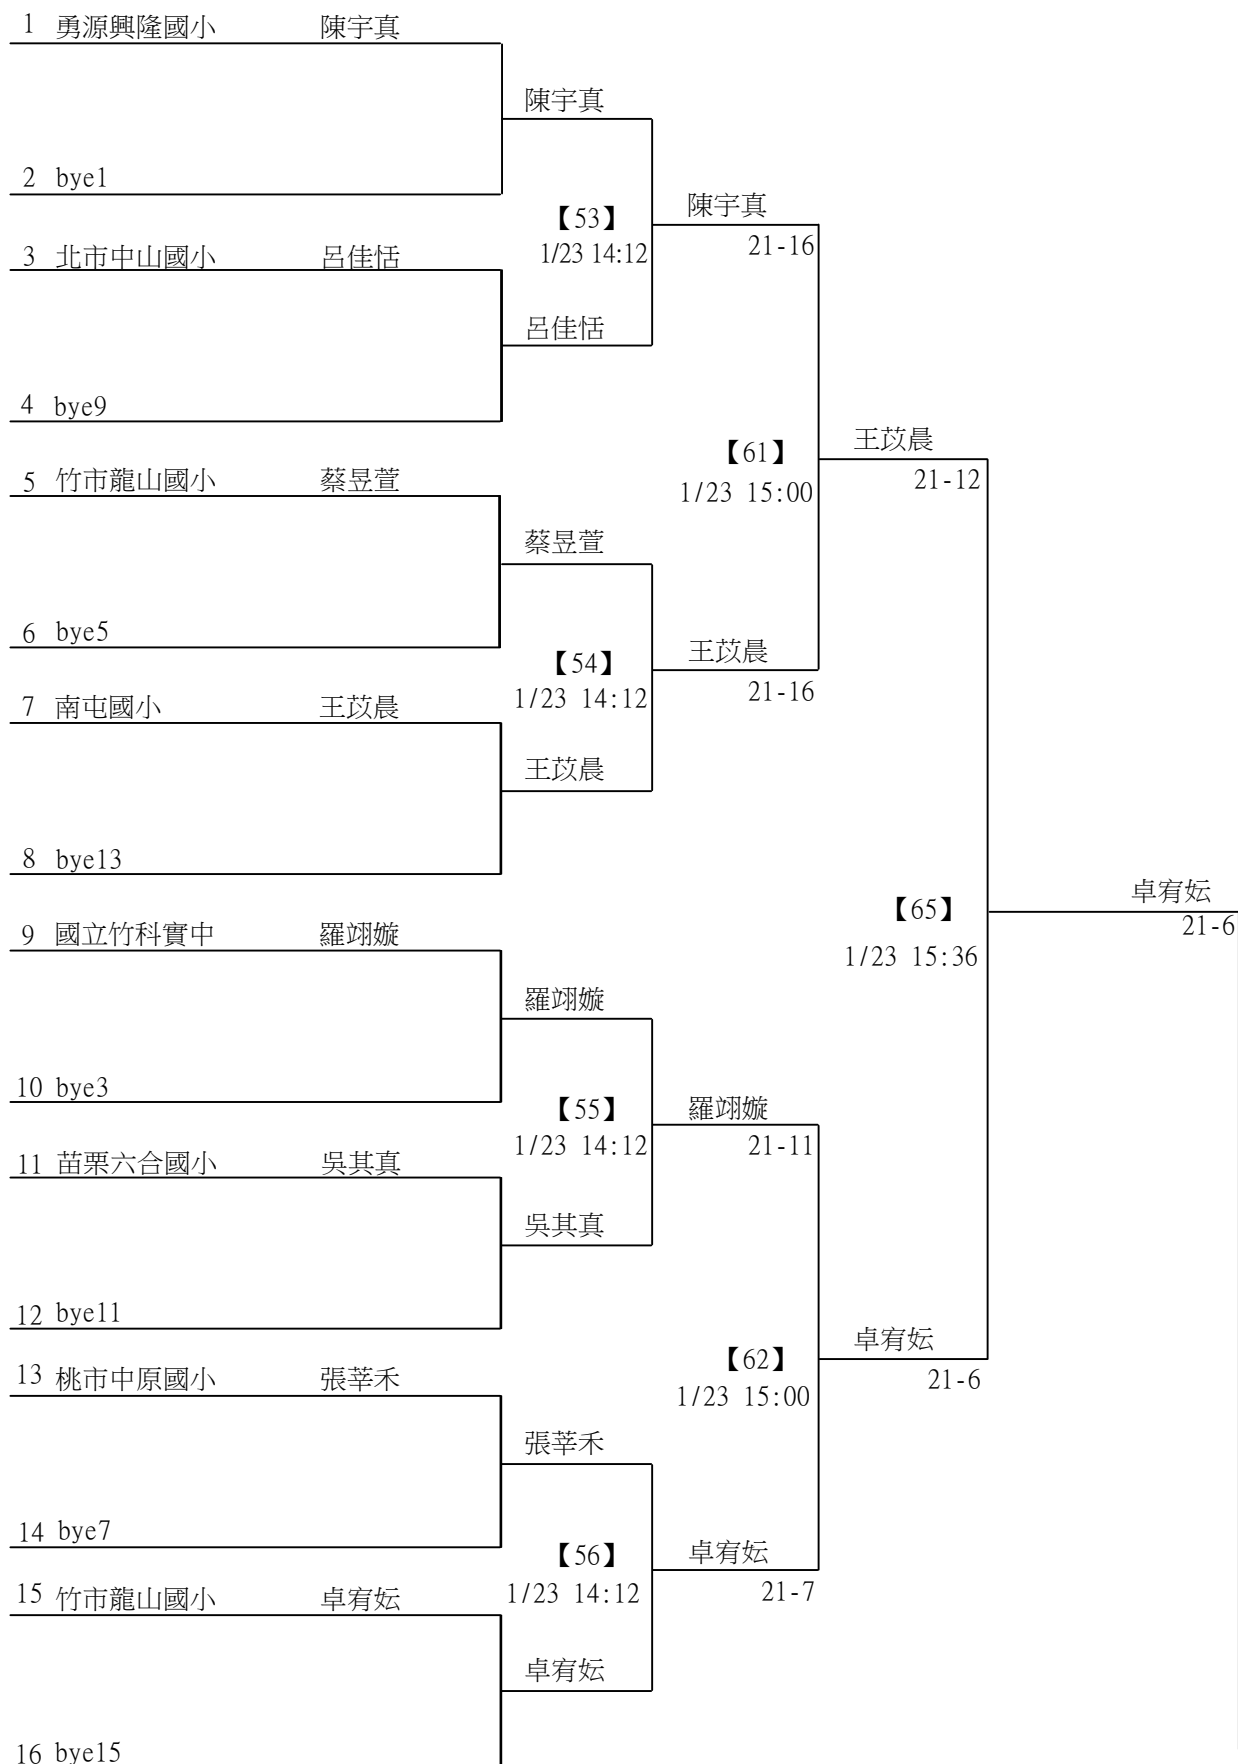 1 勇源興隆國小 陳宇真
陳宇真
2 bye1
陳宇真
【53】
21-16
3 北市中山國小 呂佳恬
1/23 14:12
呂佳恬
4 bye9
王苡晨
【61】
21-12
5 竹市龍山國小 蔡昱萱
1/23 15:00
蔡昱萱
6 bye5
王苡晨
【54】
21-16
1/23 14:12
7 南屯國小 王苡晨
王苡晨
8 bye13
卓宥妘
【65】
21-6
9 國立竹科實中 羅翊嫙
1/23 15:36
羅翊嫙
10 bye3
羅翊嫙
【55】
21-11
1/23 14:12
11 苗栗六合國小 吳其真
吳其真
12 bye11
卓宥妘
【62】
21-6
13 桃市中原國小 張莘禾
1/23 15:00
張莘禾
14 bye7
卓宥妘
【56】
21-7
15 竹市龍山國小 卓宥妘
1/23 14:12
卓宥妘
16 bye15